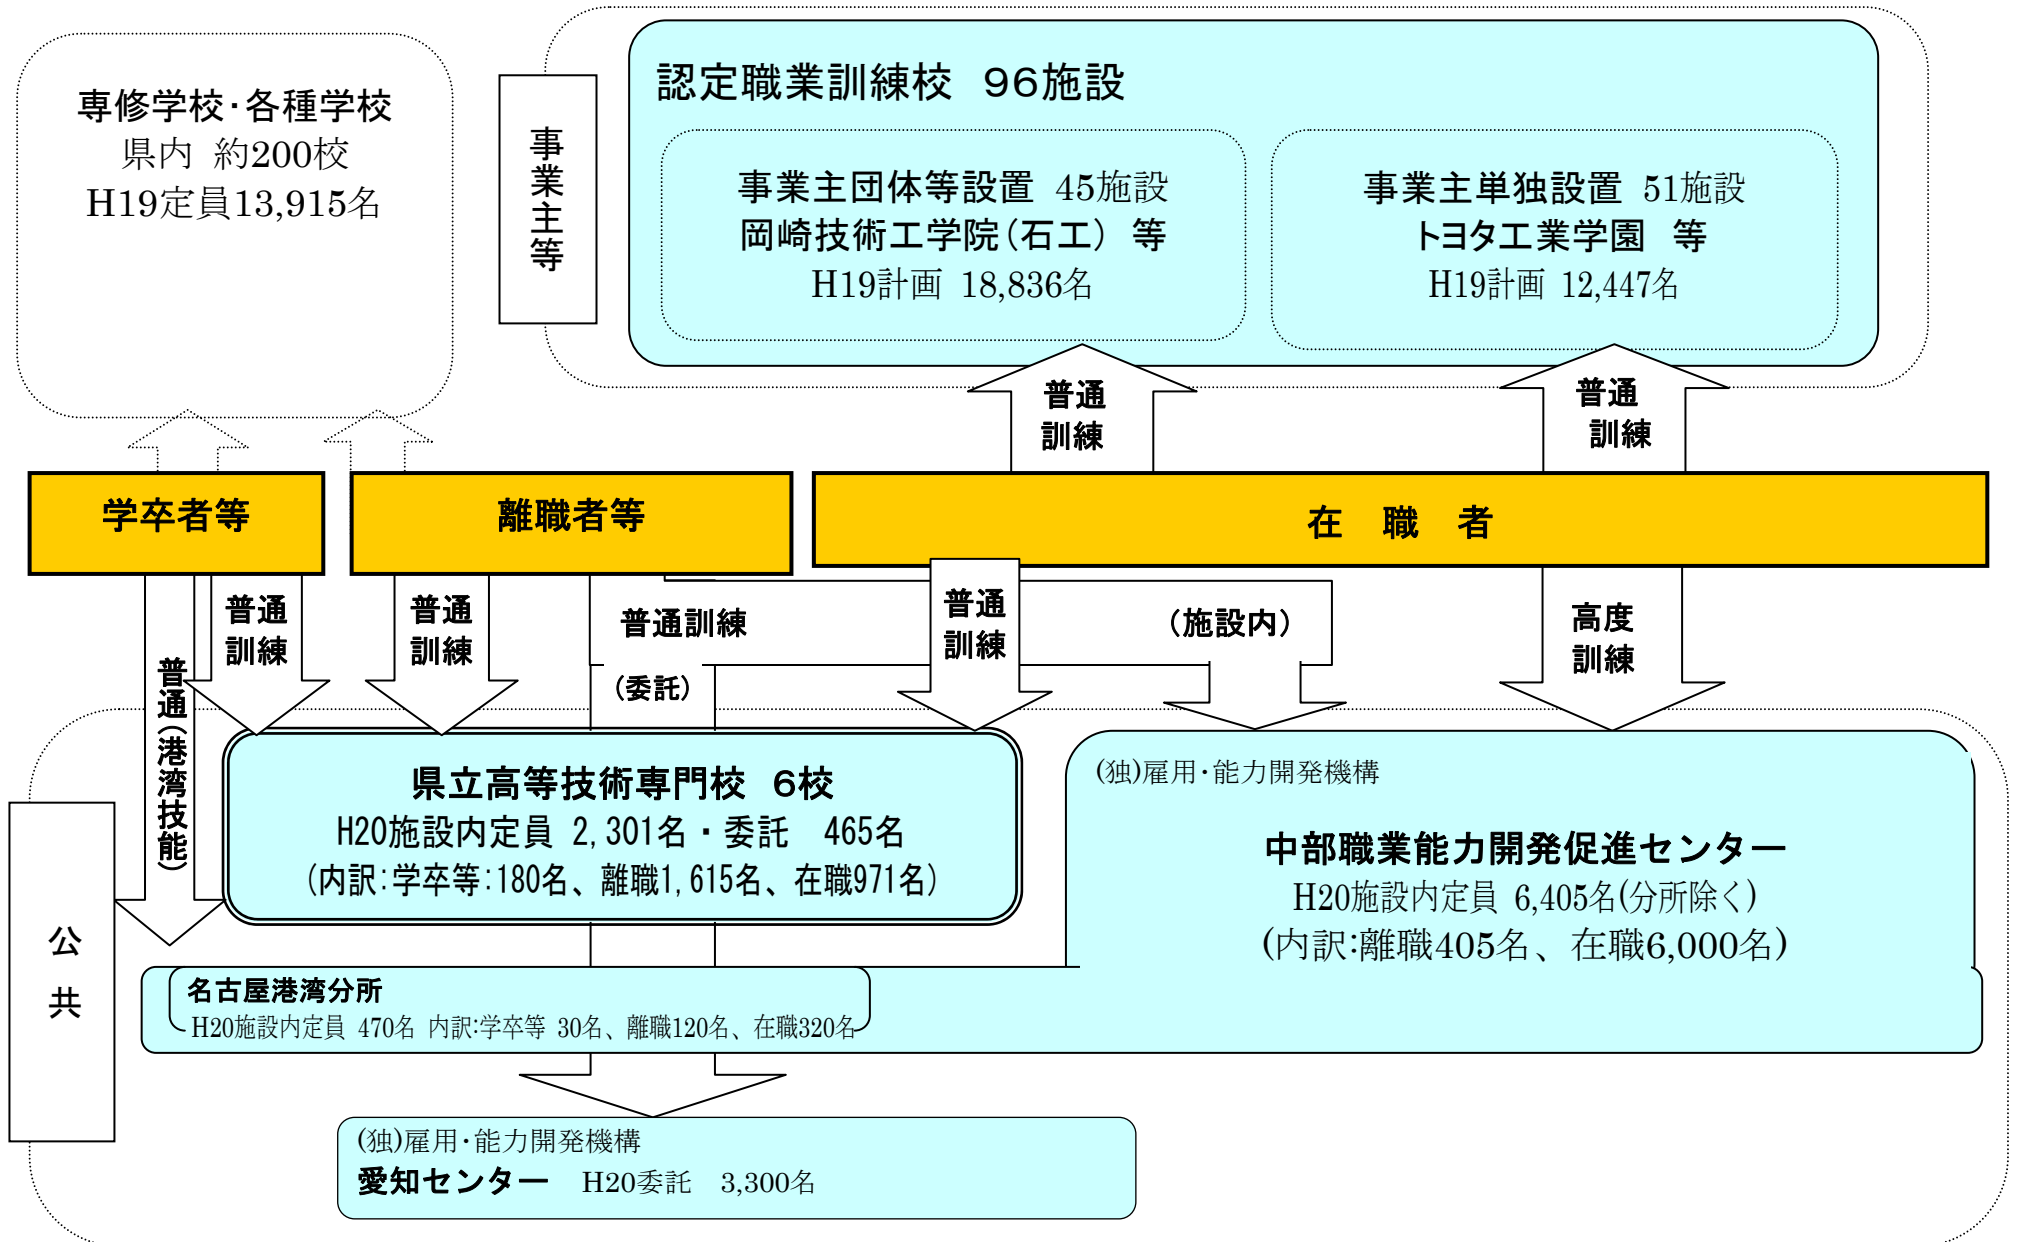 専修学校・各種学校
県内 約200校
H19定員13,915名
事業主等
認定職業訓練校 96施設
事業主団体等設置 45施設
岡崎技術工学院(石工) 等
H19計画 18,836名
事業主単独設置 51施設
トヨタ工業学園 等
H19計画 12,447名
普通
訓練
普通
訓練
学卒者等
離職者等
在 職 者
普通(港湾技能)
普通
訓練
普通
訓練
普通訓練
(委託)
普通
訓練
(施設内)
高度
訓練
公共
県立高等技術専門校 6校
H20施設内定員 2,301名・委託 465名
(内訳:学卒等:180名、離職1,615名、在職971名)
(独)雇用・能力開発機構
中部職業能力開発促進センター
H20施設内定員 6,405名(分所除く)
(内訳:離職405名、在職6,000名)
名古屋港湾分所
H20施設内定員 470名 内訳:学卒等 30名、離職120名、在職320名
(独)雇用・能力開発機構
愛知センター H20委託 3,300名